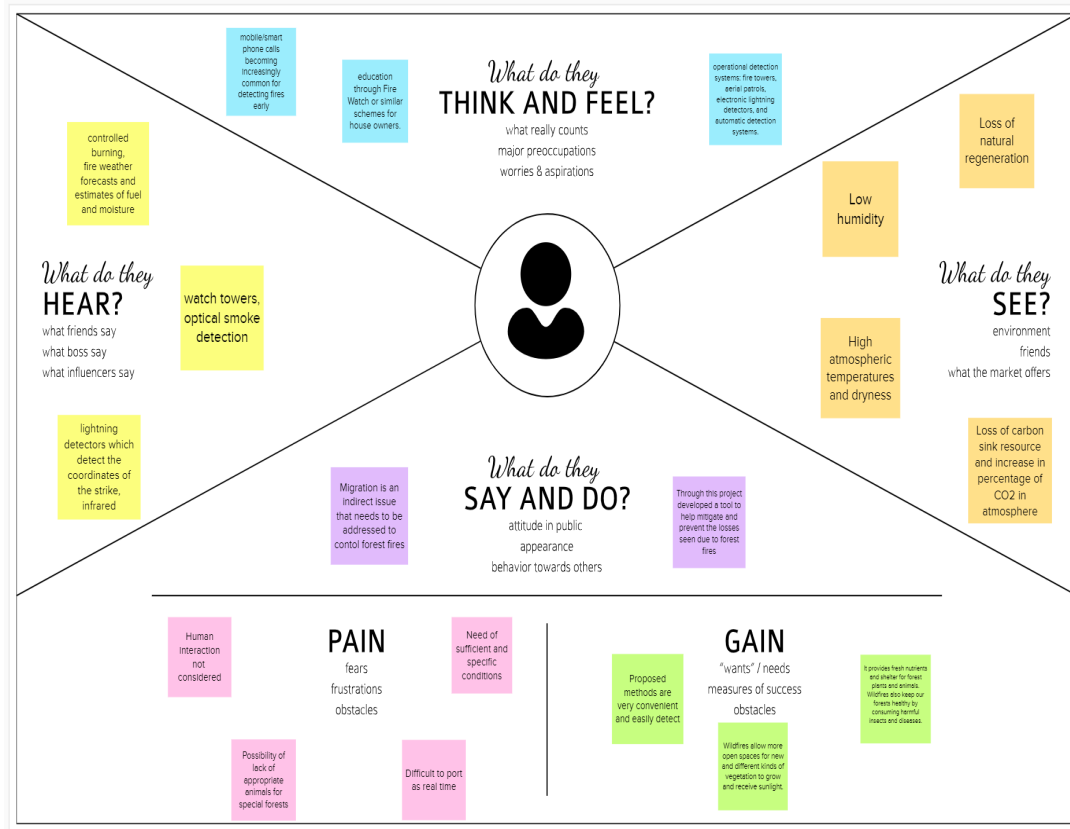 mobile/smart
phone calls
becoming
increasingly
common for
detecting fires
early
education
through Fire
Watch or similar
schemes for
house owners.
What do they
THINK AND FEEL?
what really counts
major preoccupations
worries & aspirations
operational detection
systems: fire towers,
aerial patrols,
electronic lightning
detectors, and
automatic detection
systems.
controlled
burning,
fire weather
forecasts and
estimates of fuel
and moisture
What do they
HEAR?
what friends say
what boss say
what influencers say
watch towers,
optical smoke
detection
lightning
detectors which
detect the
coordinates of
the strike,
infrared
Loss of
natural
regeneration
Low
humidity
What do they
SEE?
environment
friends
what the market offers
High
atmospheric
temperatures
and dryness
Loss of carbon
sink resource
and increase in
percentage of
CO2 in
atmosphere
Migration is an
indirect issue
that needs to be
addressed to
contol forest fires
What do they
SAY AND DO?
attitude in public
appearance
behavior towards others
Through this project
developed a tool to
help mitigate and
prevent the losses
seen due to forest
fires
Human
interaction
not
considered
PAIN
fears
frustrations
obstacles
Need of
sufficient and
specific
conditions
Possibility of
lack of
appropriate
animals for
special forests
Difficult to port
as real time
GAIN
"wants" / needs
measures of success
obstacles
Proposed
methods are
very convenient
and easily detect
Wildfires allow more
open spaces for new
and different kinds of
vegetation to grow
and receive sunlight.
It provides fresh nutrients
and shelter for forest
plants and animals.
Wildfires also keep our
forests healthy by
consuming harmful
insects and diseases.